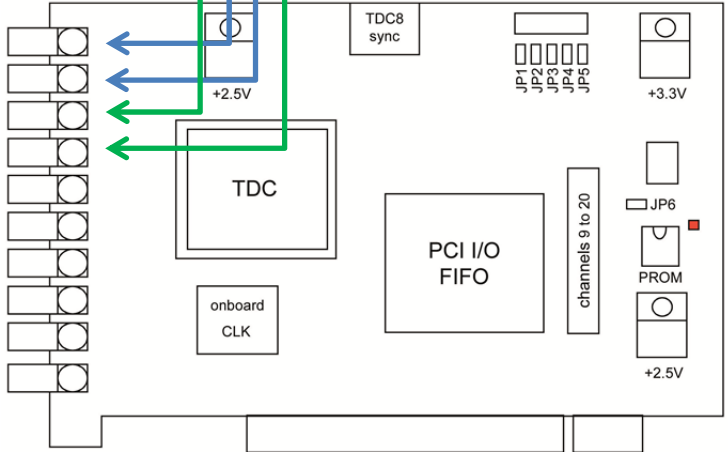 TDC8
sync
JP1
JP2
JP3
JP4
JP5
+2.5V
+3.3V
TDC
PCI I/O
FIFO
channels 9 to 20
JP6
PROM
onboard
CLK
+2.5V